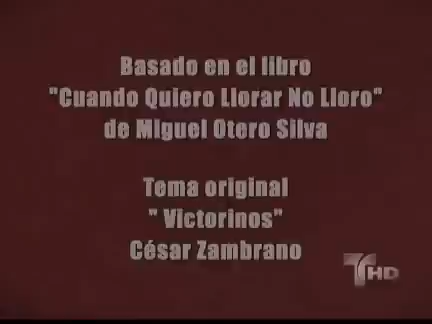 Basado en el libro
"Cuando Quiero Llorar No Lloro"
de Miguel Otero Silva
Tema original
" Victorinos"
César Zambrano
T HD